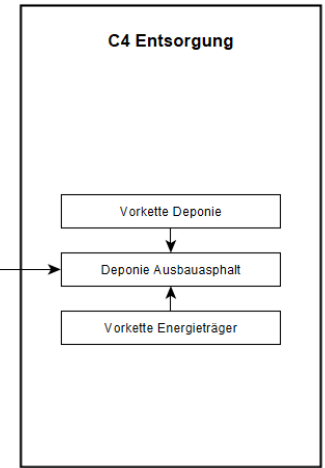 C4 Entsorgung
Vorkette Deponie
Deponie Ausbauasphalt
Vorkette Energieträger